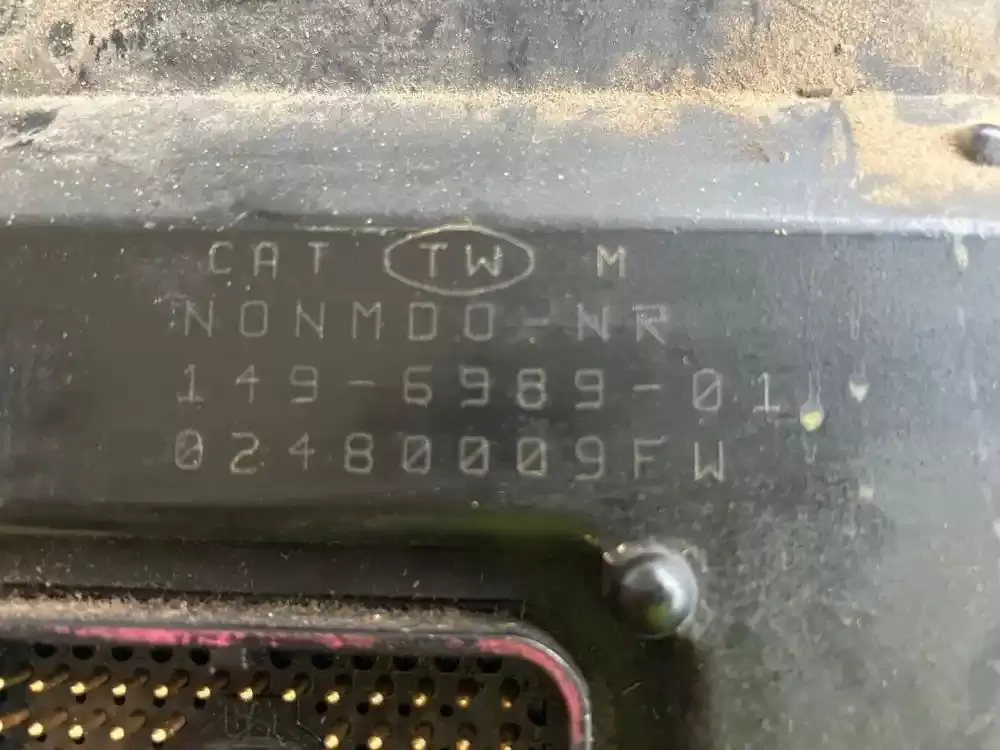 CAT TW M
NONMDO-NR
149-6989-01
02480009FW